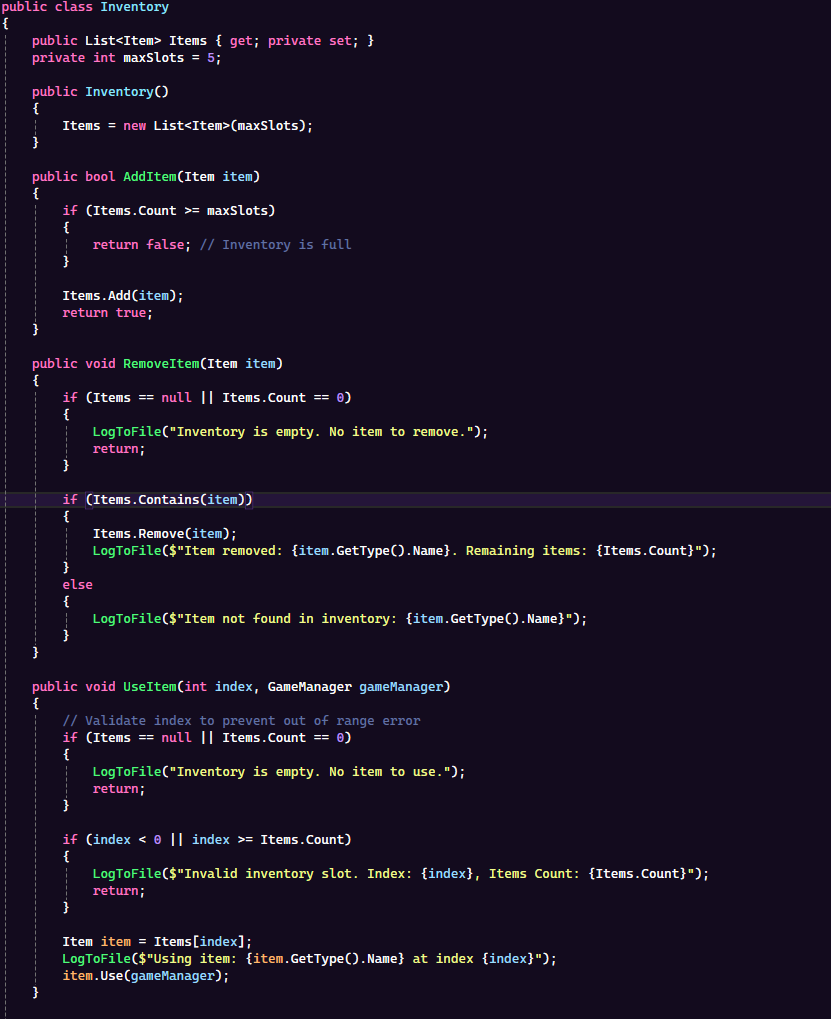 public class Inventory
{
    public List<Item> Items { get; private set; }
    private int maxSlots = 5;

    public Inventory()
    {
        Items = new List<Item>(maxSlots);
    }

    public bool AddItem(Item item)
    {
        if (Items.Count >= maxSlots)
        {
            return false; // Inventory is full
        }

        Items.Add(item);
        return true;
    }

    public void RemoveItem(Item item)
    {
        if (Items == null || Items.Count == 0)
        {
            LogToFile("Inventory is empty. No item to remove.");
            return;
        }

        if (Items.Contains(item))
        {
            Items.Remove(item);
            LogToFile($"Item removed: {item.GetType().Name}. Remaining items: {Items.Count}");
        }
        else
        {
            LogToFile($"Item not found in inventory: {item.GetType().Name}");
        }
    }

    public void UseItem(int index, GameManager gameManager)
    {
        // Validate index to prevent out of range error
        if (Items == null || Items.Count == 0)
        {
            LogToFile("Inventory is empty. No item to use.");
            return;
        }

        if (index < 0 || index >= Items.Count)
        {
            LogToFile($"Invalid inventory slot. Index: {index}, Items Count: {Items.Count}");
            return;
        }

        Item item = Items[index];
        LogToFile($"Using item: {item.GetType().Name} at index {index}");
        item.Use(gameManager);
    }